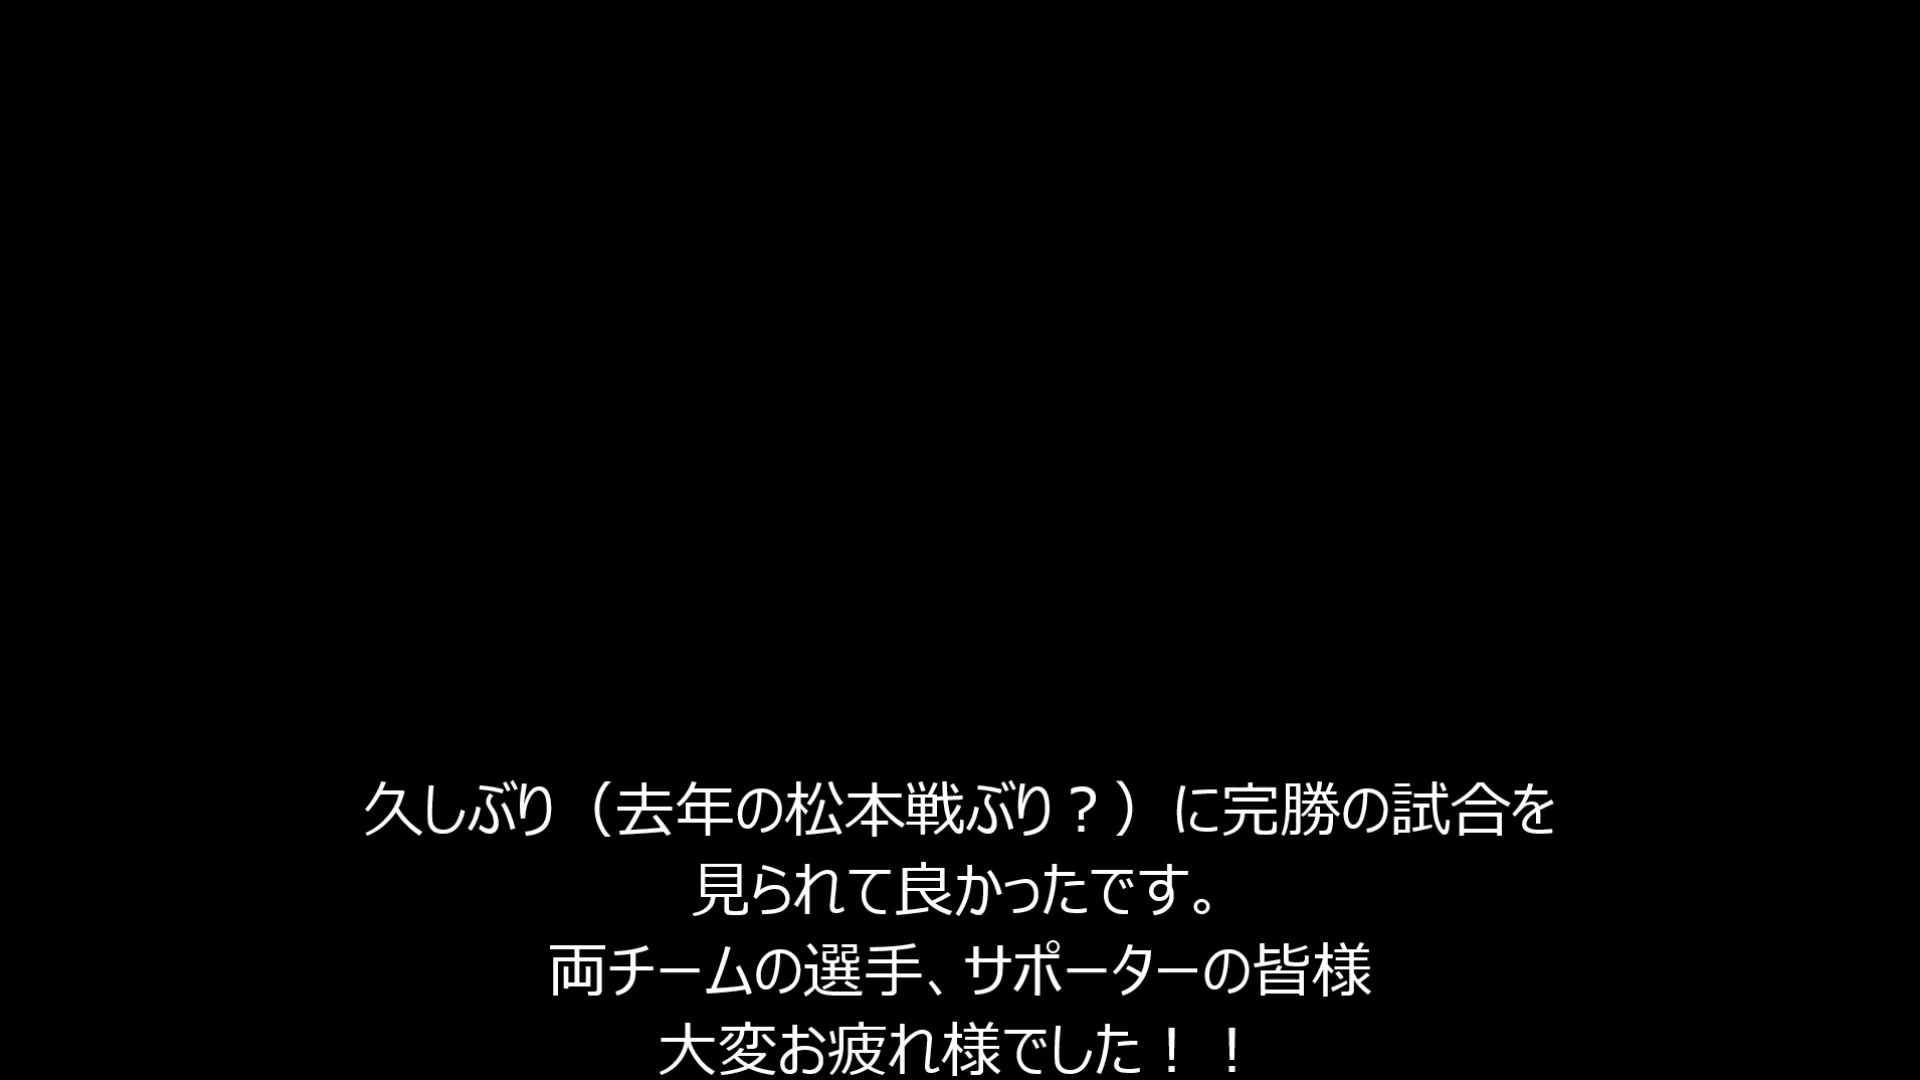 久しぶり（去年の松本戦ぶり？）に完勝の試合を
見られて良かったです。
両チームの選手、サポーターの皆様
大変お疲れ様でした！！